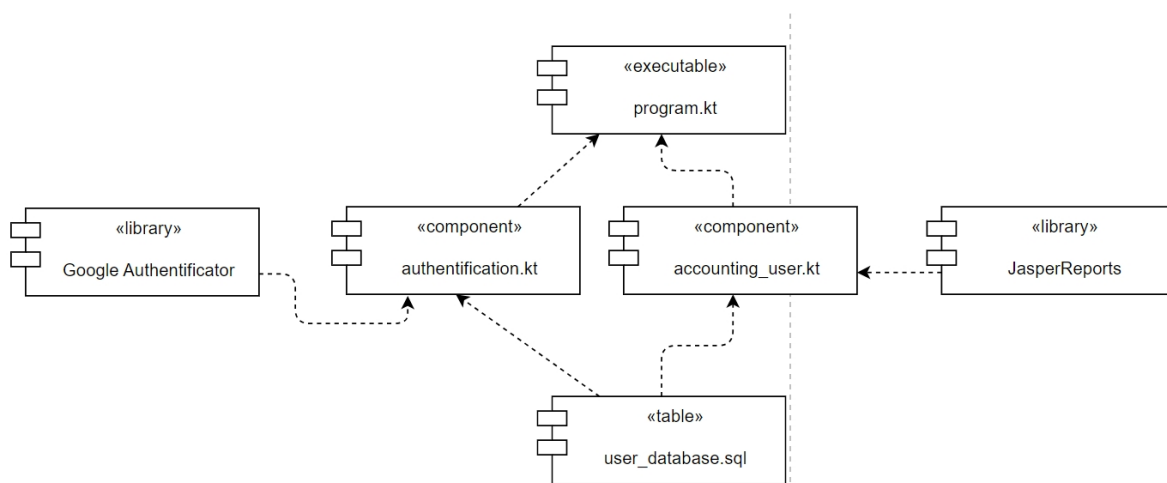 «executable»
program.kt
«library»
Google Authentificator
«component»
authentification.kt
«component»
accounting_user.kt
«library»
JasperReports
«table»
user_database.sql